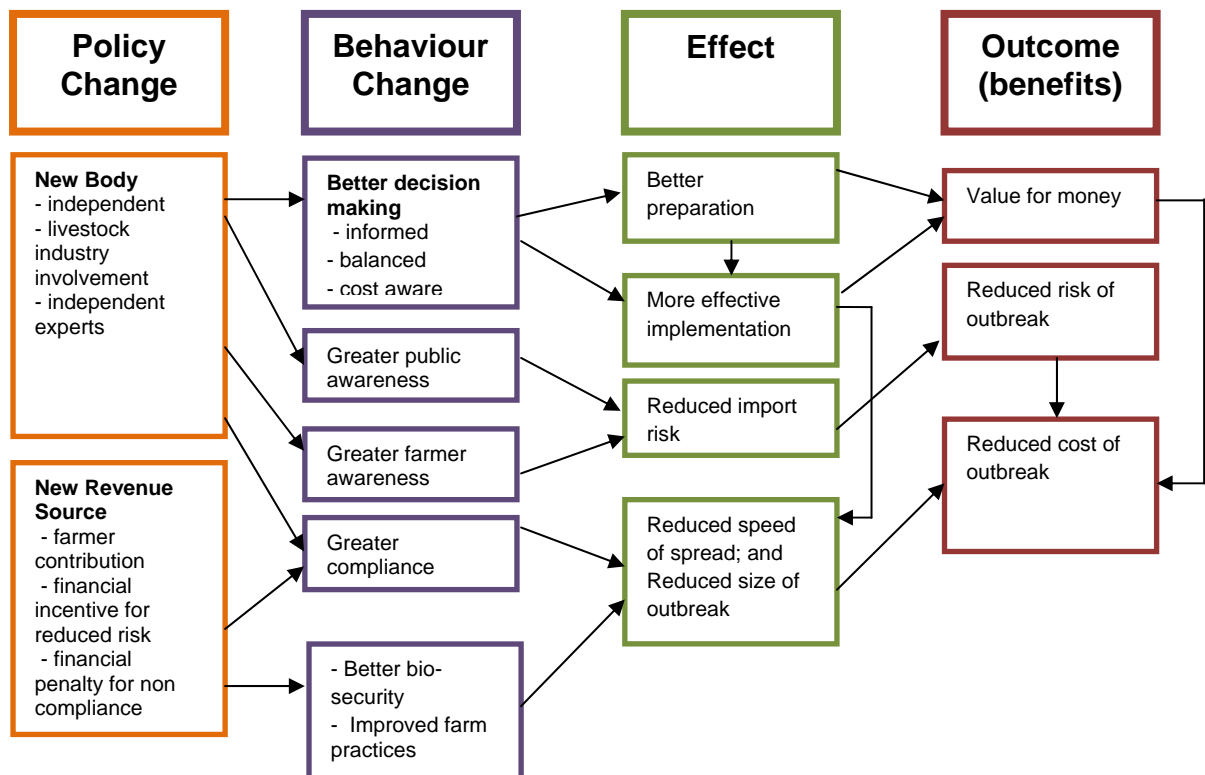 Policy
Change
Behaviour
Change
Effect
Outcome
(benefits)
New Body
- independent
- livestock
industry
involvement
- independent
experts
New Revenue
Source
- farmer
contribution
- financial
incentive for
reduced risk
- financial
penalty for non
compliance
Better decision
making
- informed
- balanced
- cost aware
Greater public
awareness
Greater farmer
awareness
Greater
compliance
- Better bio-
security
- Improved farm
practices
Better
preparation
More effective
implementation
Reduced import
risk
Reduced speed
of spread; and
Reduced size of
outbreak
Value for money
Reduced risk of
outbreak
Reduced cost of
outbreak